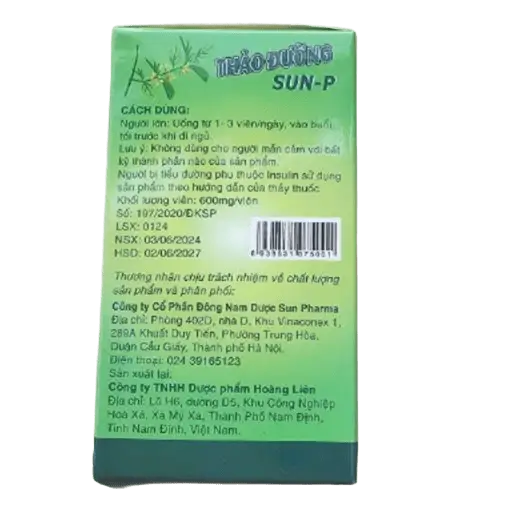 THẢO ĐƯỜNG
SUN-P
CÁCH DÙNG:
Người lớn: Uống từ 1- 3 viên/ngày, vào buổi
tối trước khi đi ngủ.
Lưu ý: Không dùng cho người mẫn cảm với bất
kỳ thành phần nào của sản phẩm.
Người bị tiểu đường phụ thuộc Insulin sử dụng
sản phẩm theo hướng dẫn của thầy thuốc.
Khối lượng viên: 600mg/viên
Số: 197/2020/ĐKSP
LSX: 0124
NSX: 03/06/2024
HSD: 02/06/2027
Thương nhân chịu trách nhiệm về chất lượng
sản phẩm và phân phối:
Công ty Cổ Phần Đông Nam Dược Sun Pharma
Địa chỉ: Phòng 402D, nhà D, Khu Vinaconex 1,
289A Khuất Duy Tiến, Phường Trung Hòa,
Quận Cầu Giấy, Thành phố Hà Nội.
Điện thoại: 024 39165123
Sản xuất tại:
Công ty TNHH Dược phẩm Hoàng Liên
Địa chỉ: Lô H6, đường D5, Khu Công Nghiệp
Hoà Xá, Xã Mỹ Xá, Thành Phố Nam Định,
Tỉnh Nam Định, Việt Nam.